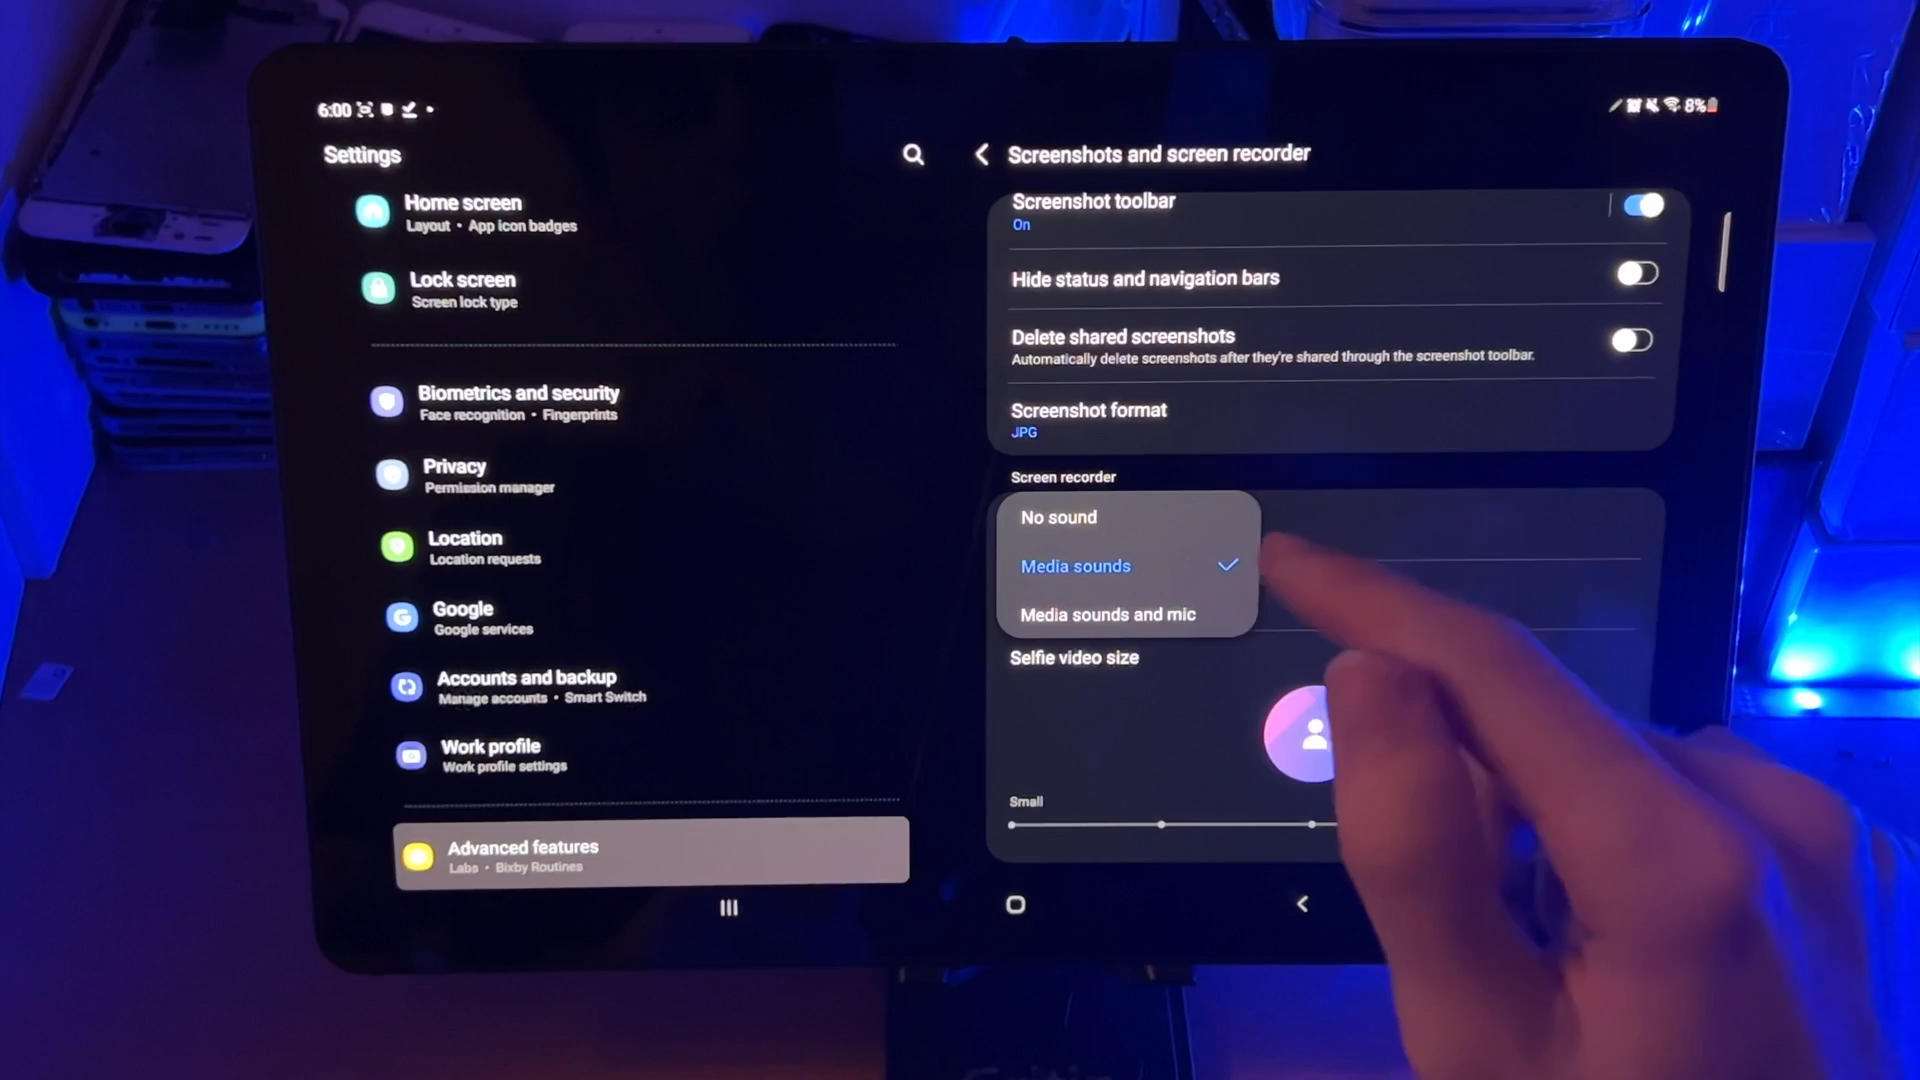 6:00
8%
Settings
Home screen
Layout • App icon badges
Lock screen
Screen lock type
Biometrics and security
Face recognition • Fingerprints
Privacy
Permission manager
Location
Location requests
Google
Google services
Accounts and backup
Manage accounts • Smart Switch
Work profile
Work profile settings
Advanced features
Labs • Bixby Routines
Screenshots and screen recorder
Screenshot toolbar
On
Hide status and navigation bars
Delete shared screenshots
Automatically delete screenshots after they're shared through the screenshot toolbar.
Screenshot format
JPG
Screen recorder
No sound
Media sounds
Media sounds and mic
Selfie video size
Small